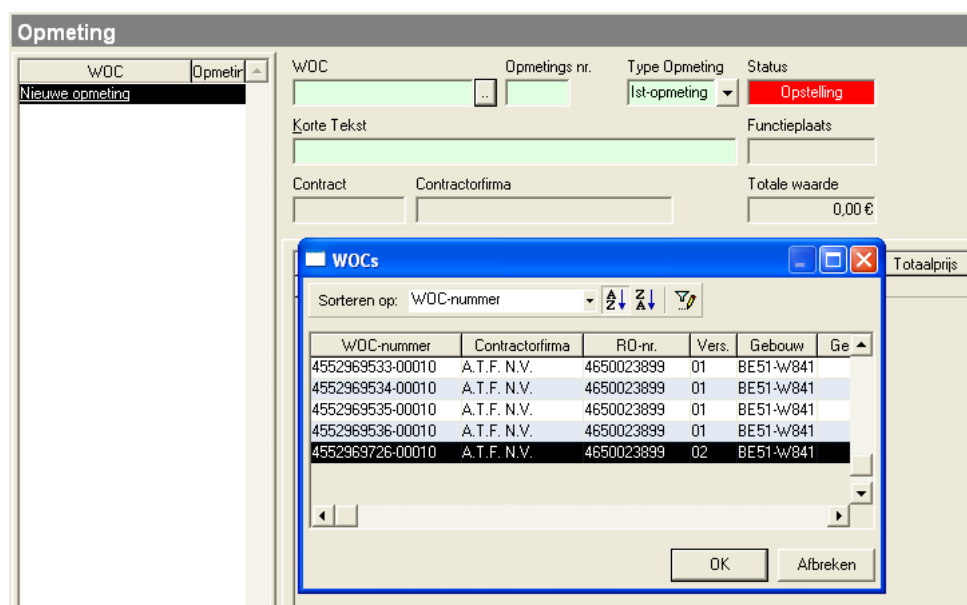 Opmeting
WOC Opmetin
Nieuwe opmeting
WOC Opmetings nr. Type Opmeting Status
.. Ist-opmeting Opstelling
Korte Tekst Functieplaats
Contract Contractorfirma Totale waarde
0,00 €
Totaalprijs
WOCs
Sorteren op: WOC-nummer
WOC-nummer Contractorfirma RO-nr. Vers. Gebouw Ge
4552969533-00010 A.T.F. N.V. 4650023899 01 BE51-W841
4552969534-00010 A.T.F. N.V. 4650023899 01 BE51-W841
4552969535-00010 A.T.F. N.V. 4650023899 01 BE51-W841
4552969536-00010 A.T.F. N.V. 4650023899 01 BE51-W841
4552969726-00010 A.T.F. N.V. 4650023899 02 BE51-W841
OK Afbreken